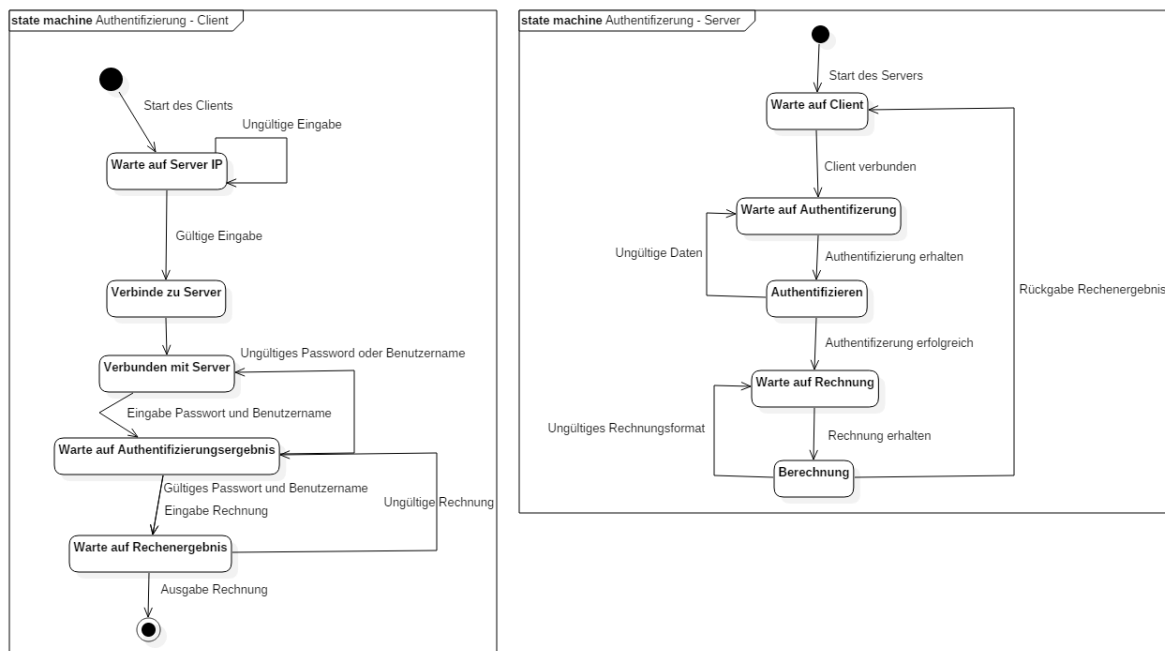 state machine Authentifizierung - Client
Start des Clients
Ungültige Eingabe
Warte auf Server IP
Gültige Eingabe
Verbinde zu Server
Ungültiges Password oder Benutzername
Verbunden mit Server
Eingabe Passwort und Benutzername
Warte auf Authentifizierungsergebnis
Gültiges Passwort und Benutzername
Eingabe Rechnung
Ungültige Rechnung
Warte auf Rechenergebnis
Ausgabe Rechnung
state machine Authentifizerung - Server
Start des Servers
Warte auf Client
Client verbunden
Warte auf Authentifizerung
Ungültige Daten
Authentifizierung erhalten
Authentifizieren
Rückgabe Rechenergebnis
Authentifizerung erfolgreich
Warte auf Rechnung
Ungültiges Rechnungsformat
Rechnung erhalten
Berechnung